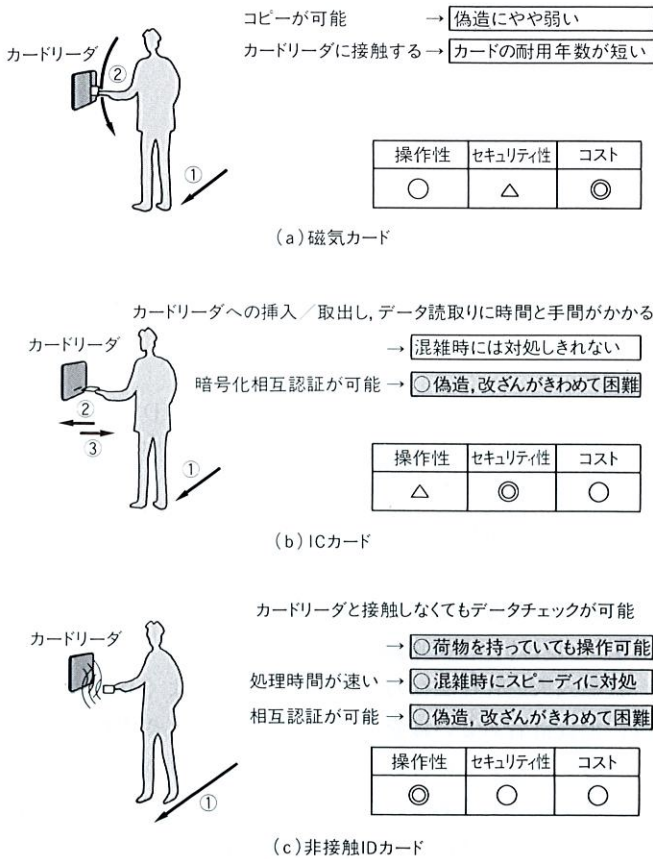 コピーが可能 → 偽造にやや弱い
カードリーダ
カードリーダに接触する → カードの耐用年数が短い
②
①
操作性 セキュリティ性 コスト
○ △ ◎
(a)磁気カード
カードリーダへの挿入／取出し，データ読取りに時間と手間がかかる
カードリーダ
→ 混雑時には対処しきれない
暗号化相互認証が可能 → ○偽造，改ざんがきわめて困難
②
③
①
操作性 セキュリティ性 コスト
△ ◎ ○
(b)ICカード
カードリーダと接触しなくてもデータチェックが可能
カードリーダ
→ ○荷物を持っていても操作可能
処理時間が速い → ○混雑時にスピーディに対処
相互認証が可能 → ○偽造，改ざんがきわめて困難
①
操作性 セキュリティ性 コスト
◎ ○ ○
(c)非接触IDカード